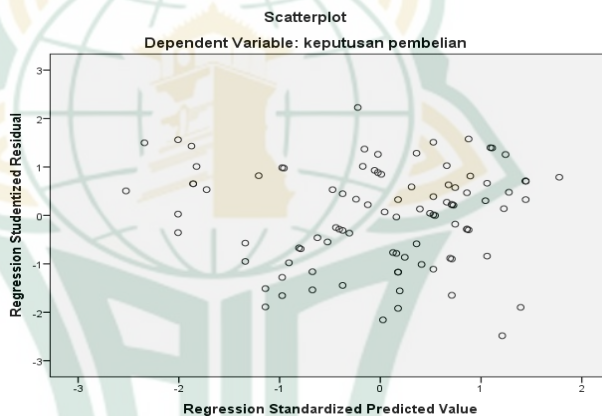 Scatterplot
Dependent Variable: keputusan pembelian
Regression Studentized Residual
3
2
1
0
-1
-2
-3
-3 -2 -1 0 1 2
Regression Standardized Predicted Value